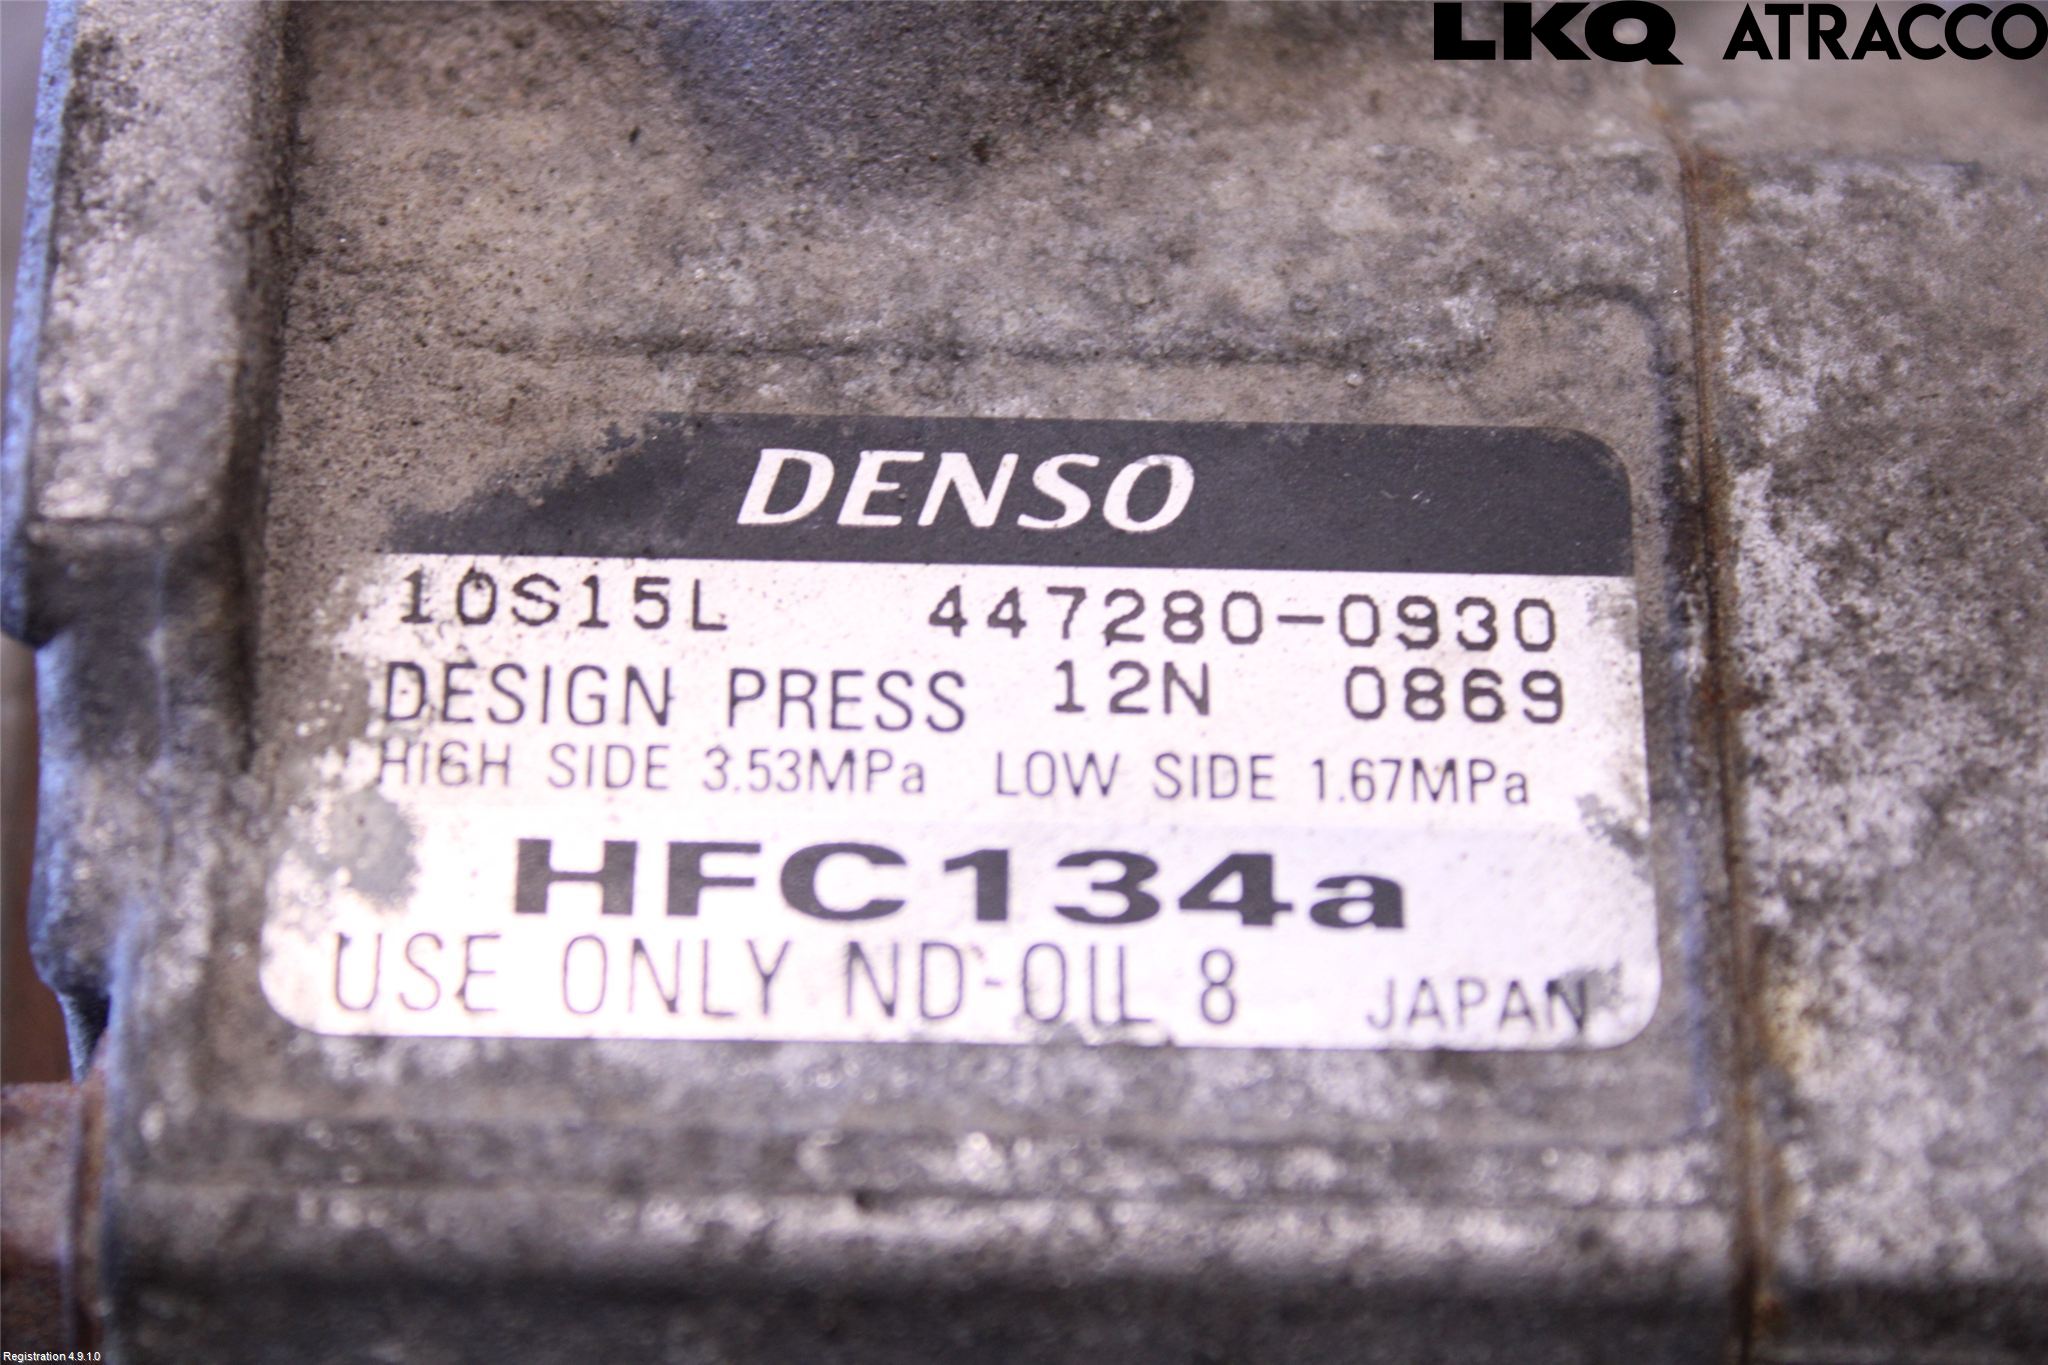 LKQ ATRACCO
DENSO
10S15L 447280-0930
DESIGN PRESS 12N 0869
HIGH SIDE 3.53MPa LOW SIDE 1.67MPa
HFC134a
USE ONLY ND-OIL 8 JAPAN
Registration 4.9.1.0